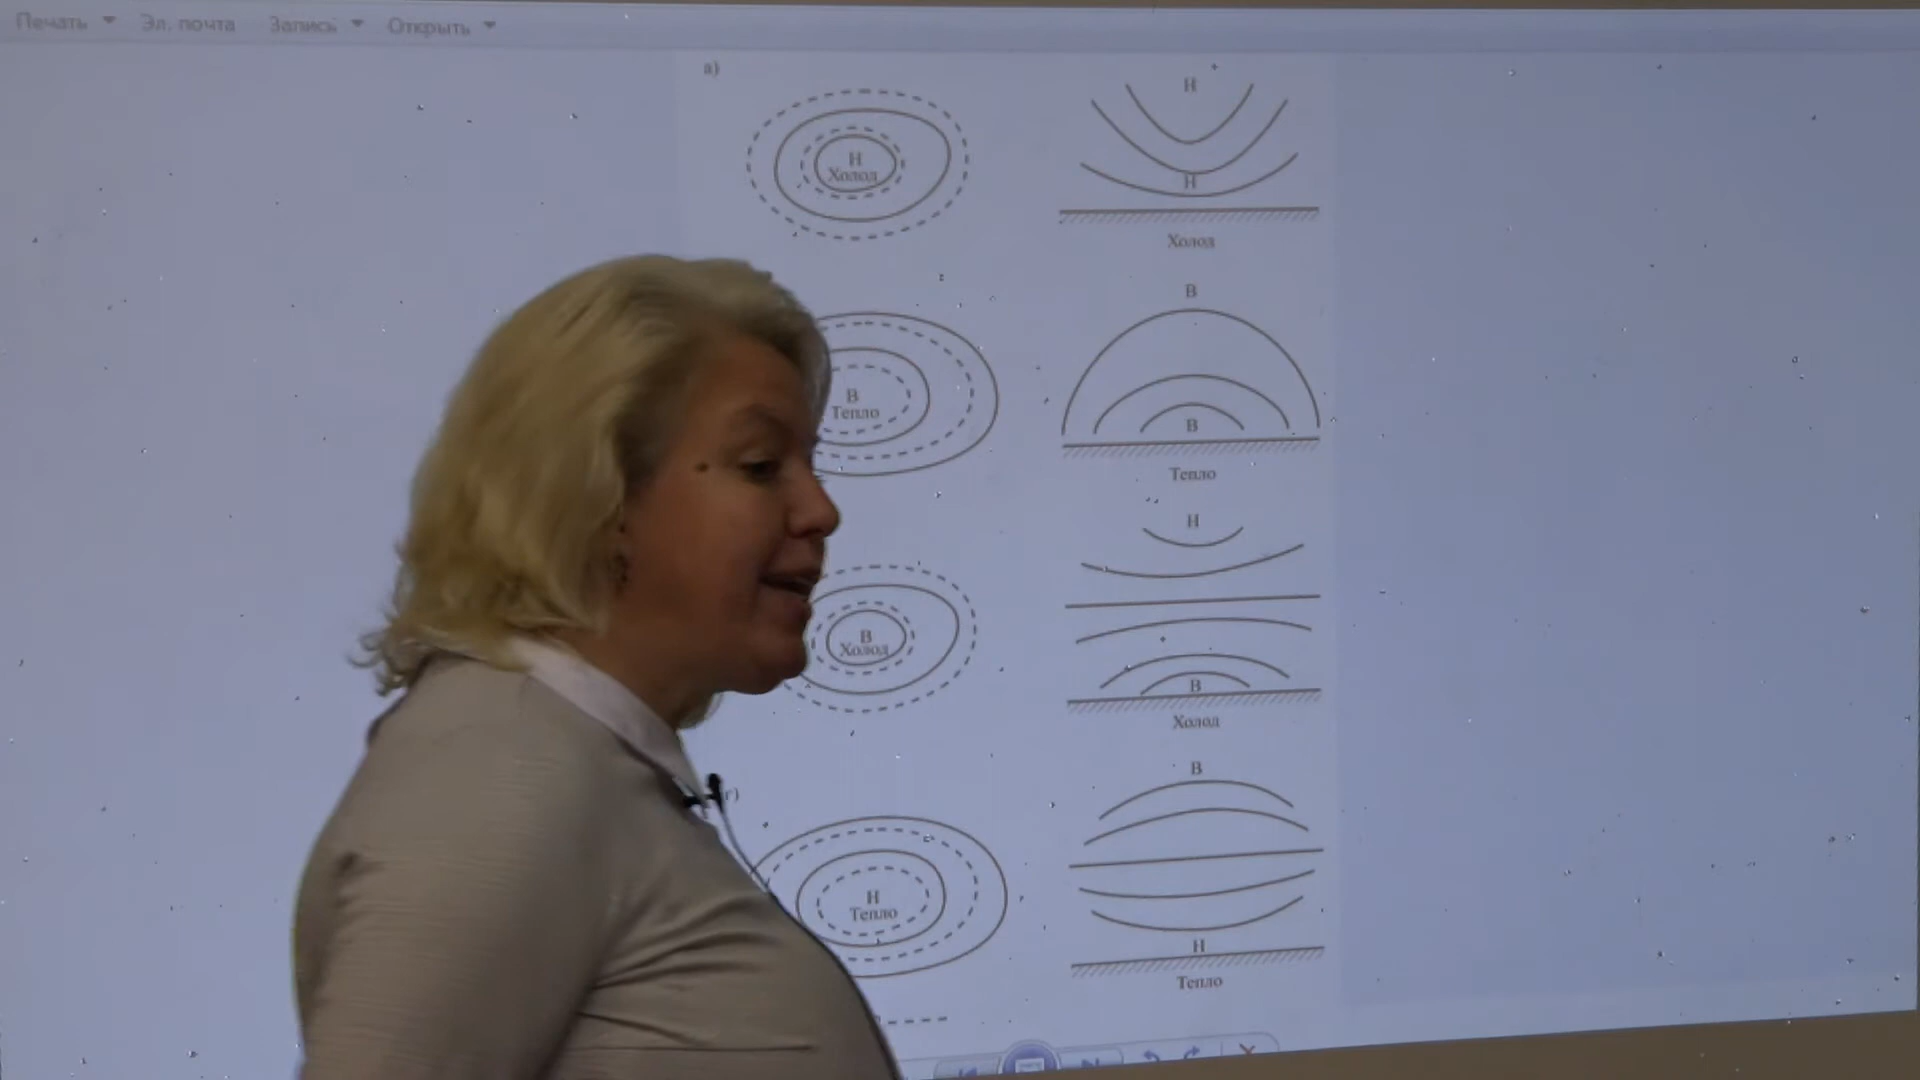 Печать Эл. почта Запись Открыть
а)
Н
Холод
Н
Н
Холод
В
Тепло
В
В
Тепло
В
Холод
Н
В
Холод
г)
Н
Тепло
В
Н
Тепло